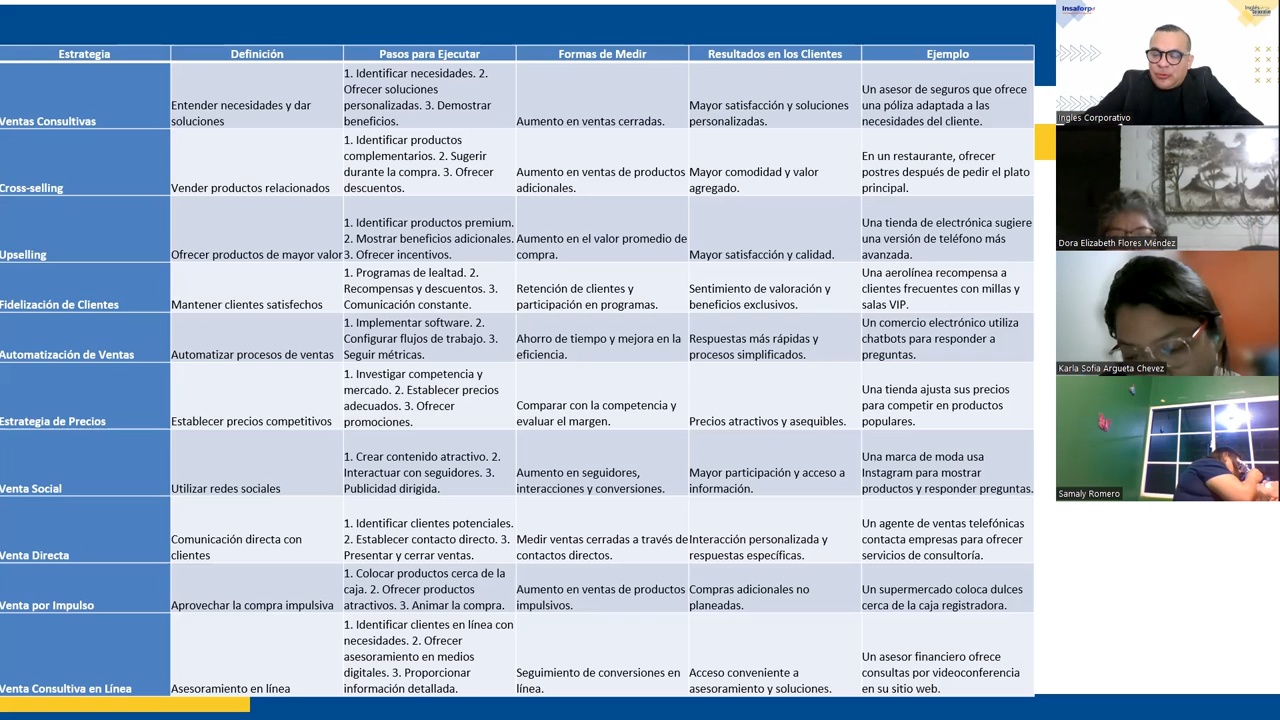 Estrategia
Definición
Pasos para Ejecutar
Formas de Medir
Resultados en los Clientes
Ejemplo
Ventas Consultivas
Entender necesidades y dar
soluciones
1. Identificar necesidades. 2.
Ofrecer soluciones
personalizadas. 3. Demostrar
beneficios.
Aumento en ventas cerradas.
Mayor satisfacción y soluciones
personalizadas.
Un asesor de seguros que ofrece
una póliza adaptada a las
necesidades del cliente.
Cross-selling
Vender productos relacionados
1. Identificar productos
complementarios. 2. Sugerir
durante la compra. 3. Ofrecer
descuentos.
Aumento en ventas de productos
adicionales.
Mayor comodidad y valor
agregado.
En un restaurante, ofrecer
postres después de pedir el plato
principal.
Upselling
Ofrecer productos de mayor valor
1. Identificar productos premium.
2. Mostrar beneficios adicionales.
3. Ofrecer incentivos.
Aumento en el valor promedio de
compra.
Mayor satisfacción y calidad.
Una tienda de electrónica sugiere
una versión de teléfono más
avanzada.
Fidelización de Clientes
Mantener clientes satisfechos
1. Programas de lealtad. 2.
Recompensas y descuentos. 3.
Comunicación constante.
Retención de clientes y
participación en programas.
Sentimiento de valoración y
beneficios exclusivos.
Una aerolínea recompensa a
clientes frecuentes con millas y
salas VIP.
Automatización de Ventas
Automatizar procesos de ventas
1. Implementar software. 2.
Configurar flujos de trabajo. 3.
Seguir métricas.
Ahorro de tiempo y mejora en la
eficiencia.
Respuestas más rápidas y
procesos simplificados.
Un comercio electrónico utiliza
chatbots para responder a
preguntas.
Estrategia de Precios
Establecer precios competitivos
1. Investigar competencia y
mercado. 2. Establecer precios
adecuados. 3. Ofrecer
promociones.
Comparar con la competencia y
evaluar el margen.
Precios atractivos y asequibles.
Una tienda ajusta sus precios
para competir en productos
populares.
Venta Social
Utilizar redes sociales
1. Crear contenido atractivo. 2.
Interactuar con seguidores. 3.
Publicidad dirigida.
Aumento en seguidores,
interacciones y conversiones.
Mayor participación y acceso a
información.
Una marca de moda usa
Instagram para mostrar
productos y responder preguntas.
Venta Directa
Comunicación directa con
clientes
1. Identificar clientes potenciales.
2. Establecer contacto directo. 3.
Presentar y cerrar ventas.
Medir ventas cerradas a través de
contactos directos.
Interacción personalizada y
respuestas específicas.
Un agente de ventas telefónicas
contacta empresas para ofrecer
servicios de consultoría.
Venta por Impulso
Aprovechar la compra impulsiva
1. Colocar productos cerca de la
caja. 2. Ofrecer productos
atractivos. 3. Animar la compra.
Aumento en ventas de productos
impulsivos.
Compras adicionales no
planeadas.
Un supermercado coloca dulces
cerca de la caja registradora.
Venta Consultiva en Línea
Asesoramiento en línea
1. Identificar clientes en línea con
necesidades. 2. Ofrecer
asesoramiento en medios
digitales. 3. Proporcionar
información detallada.
Seguimiento de conversiones en
línea.
Acceso conveniente a
asesoramiento y soluciones.
Un asesor financiero ofrece
consultas por videoconferencia
en su sitio web.
Insaforp
Inglés Corporativo
Dora Elizabeth Flores Méndez
Karla Sofia Argueta Chevez
Samaly Romero